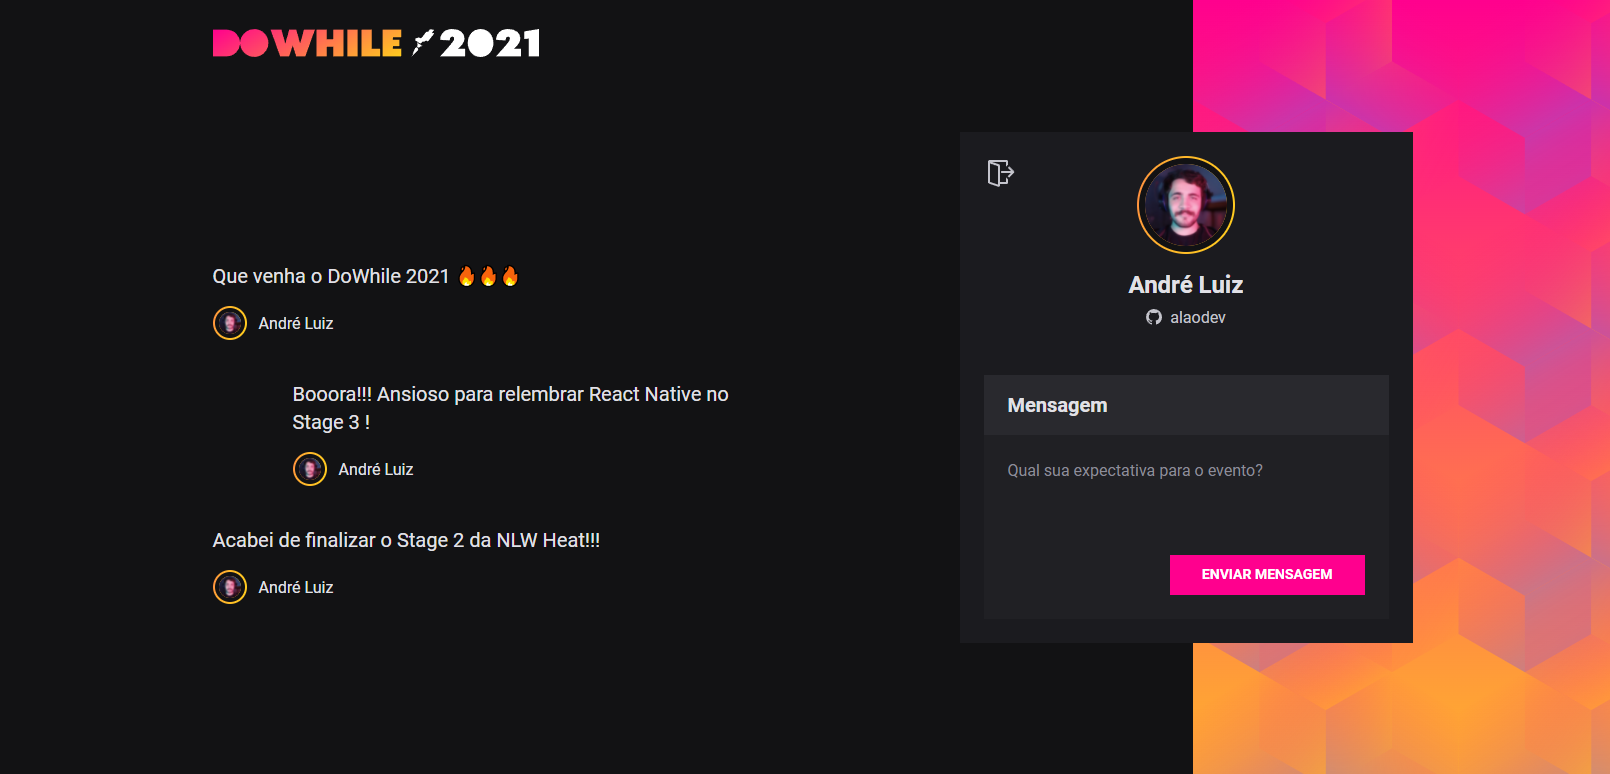 DOWHILE 2021
Que venha o DoWhile 2021 🔥🔥🔥
André Luiz
Booora!!! Ansioso para relembrar React Native no
Stage 3 !
André Luiz
Acabei de finalizar o Stage 2 da NLW Heat!!!
André Luiz
André Luiz
alaodev
Mensagem
Qual sua expectativa para o evento?
ENVIAR MENSAGEM